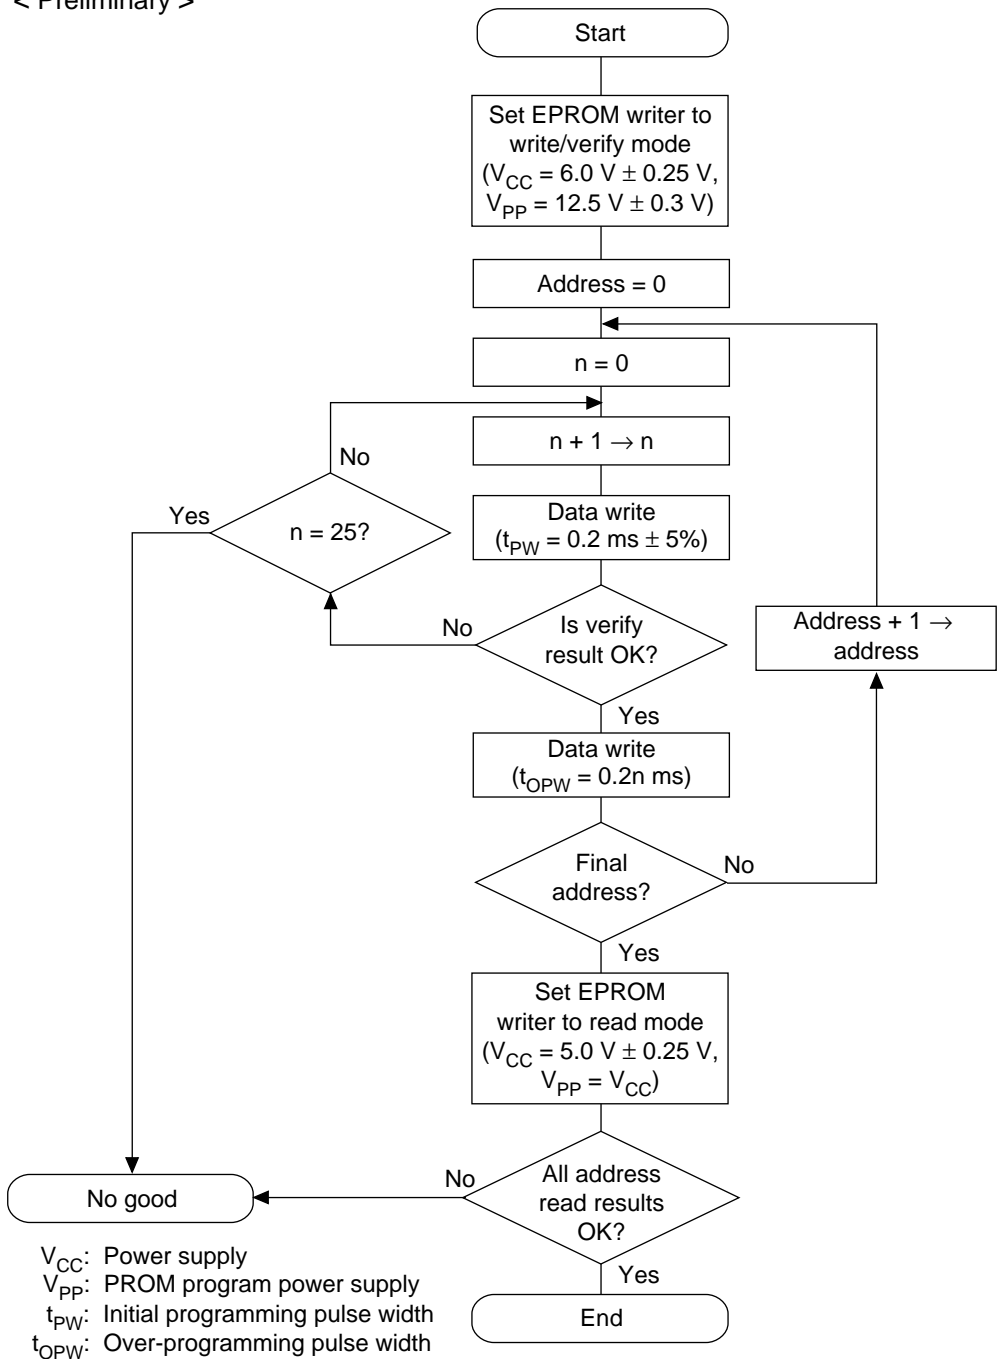 < Preliminary >
Start
Set EPROM writer to
write/verify mode
(VCC = 6.0 V ± 0.25 V,
VPP = 12.5 V ± 0.3 V)
Address = 0
n = 0
n + 1 → n
No
Yes
n = 25?
Data write
(tPW = 0.2 ms ± 5%)
No
Is verify
result OK?
Address + 1 →
address
Yes
Data write
(tOPW = 0.2n ms)
Final
address?
No
Yes
Set EPROM
writer to read mode
(VCC = 5.0 V ± 0.25 V,
VPP = VCC)
No
All address
read results
OK?
No good
Yes
End
VCC: Power supply
VPP: PROM program power supply
tPW: Initial programming pulse width
tOPW: Over-programming pulse width